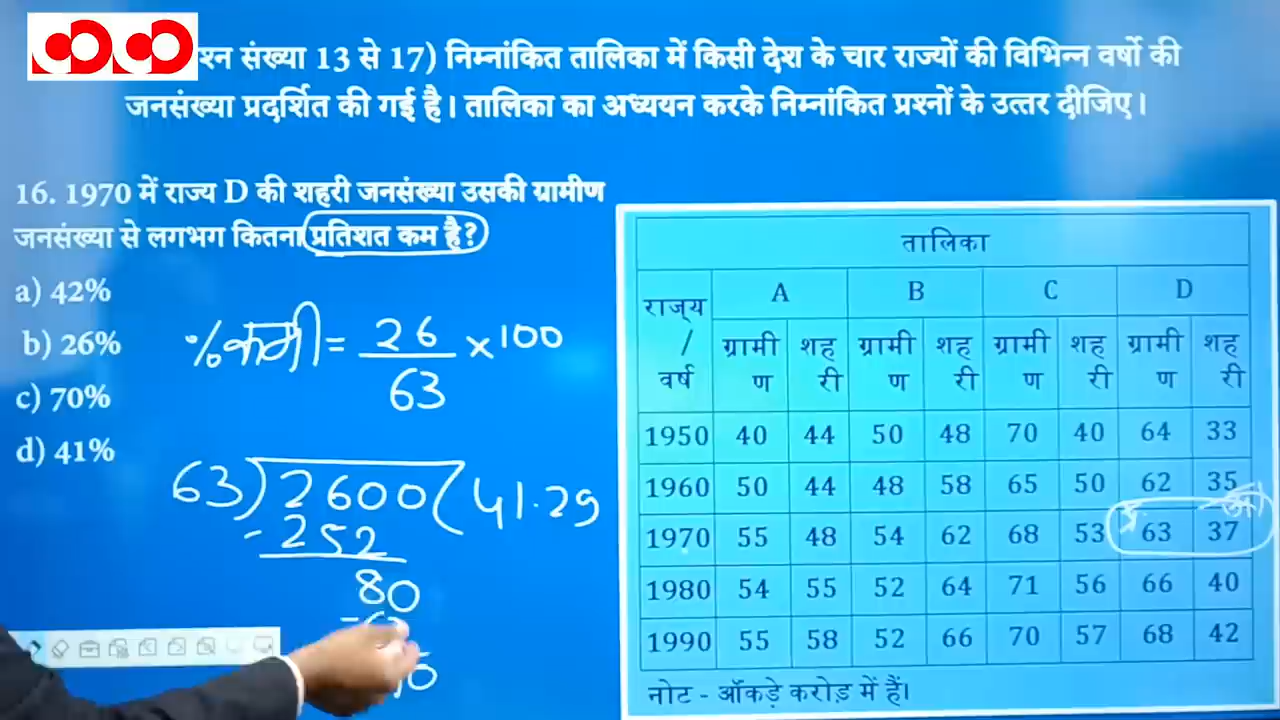 श्न संख्या 13 से 17) निम्नांकित तालिका में किसी देश के चार राज्यों की विभिन्न वर्षो की
जनसंख्या प्रदर्शित की गई है। तालिका का अध्ययन करके निम्नांकित प्रश्नों के उत्तर दीजिए।
16. 1970 में राज्य D की शहरी जनसंख्या उसकी ग्रामीण
जनसंख्या से लगभग कितना प्रतिशत कम है?
a) 42%
b) 26%
c) 70%
d) 41%
%कमी = 26/63 × 100
63) 2600 ( 41.29
- 252
80
तालिका
राज्य / वर्ष A B C D
ग्रामीण शहरी ग्रामीण शहरी ग्रामीण शहरी ग्रामीण शहरी
1950 40 44 50 48 70 40 64 33
1960 50 44 48 58 65 50 62 35
1970 55 48 54 62 68 53 63 37
1980 54 55 52 64 71 56 66 40
1990 55 58 52 66 70 57 68 42
नोट - ऑकड़े करोड़ में हैं।